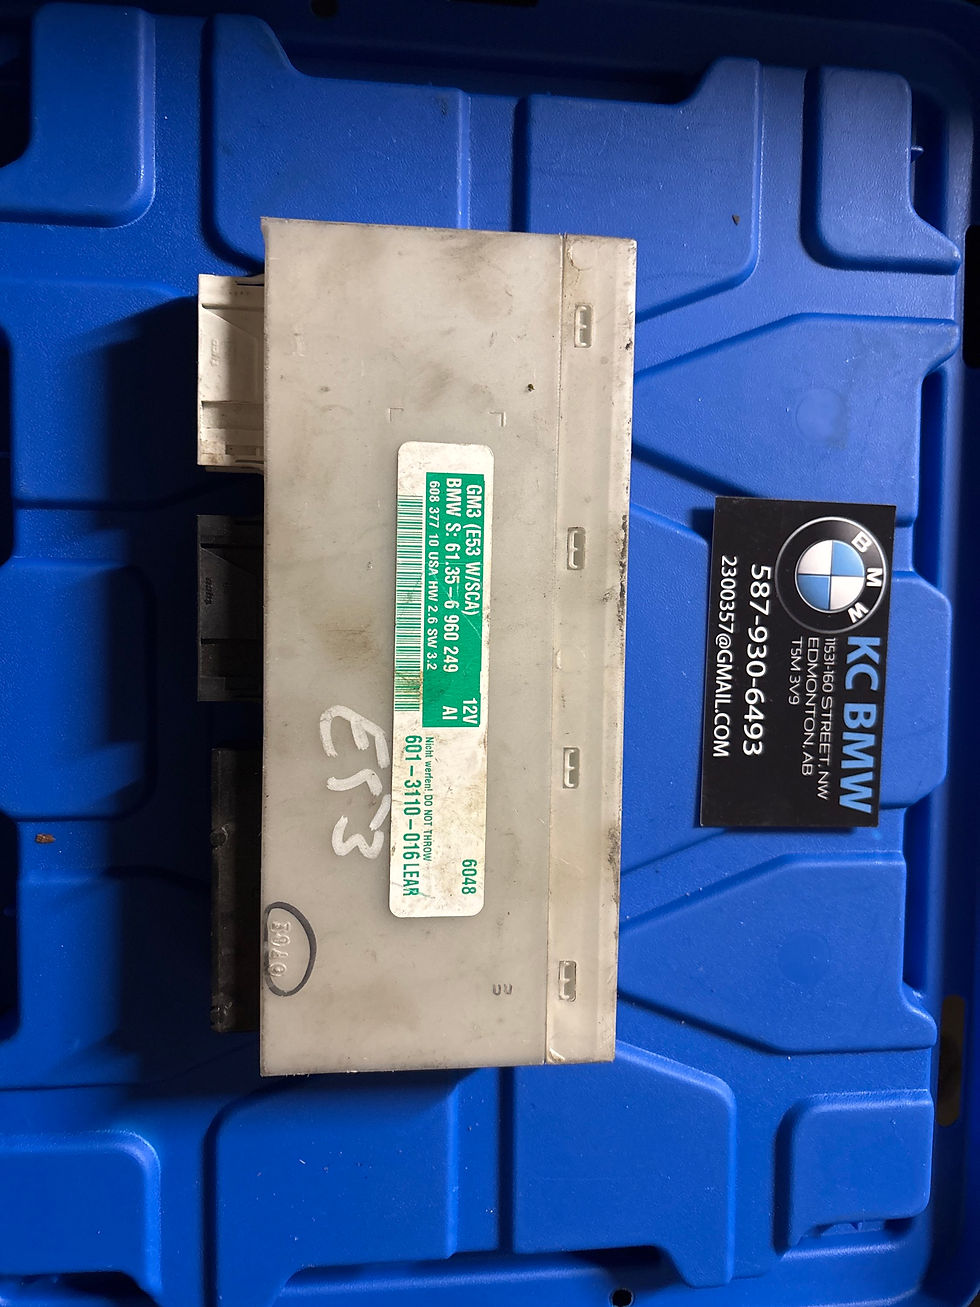 GM3 (E53 W/SCA) 12V
BMW S: 61.35-6 960 249 AI
608 377 10 USA HW 2.6 SW 3.2
6048
Nicht werfen! DO NOT THROW
601-3110-016 LEAR
E53
BMW
KC BMW
11531-160 STREET, NW
EDMONTON, AB
T5M 3V9
587-930-6493
2300357@GMAIL.COM